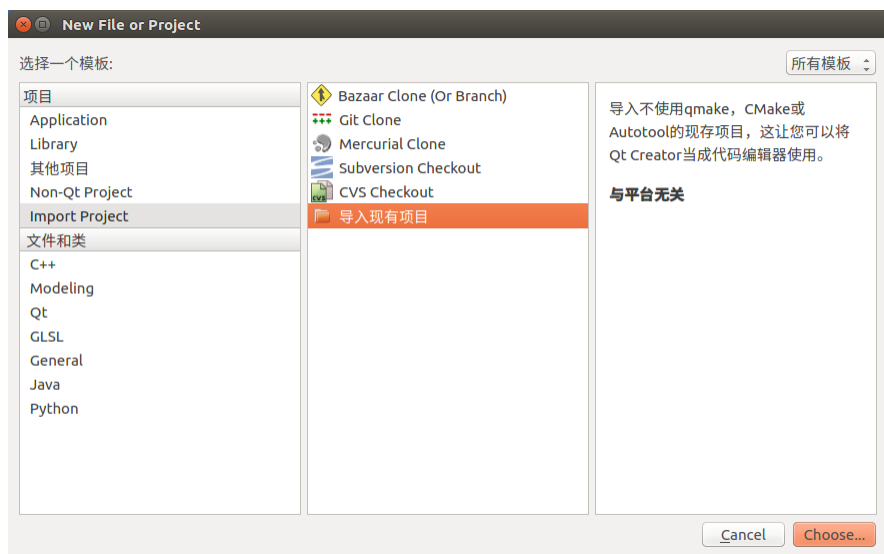 New File or Project
选择一个模板:
所有模板
项目
Application
Library
其他项目
Non-Qt Project
Import Project
文件和类
C++
Modeling
Qt
GLSL
General
Java
Python
Bazaar Clone (Or Branch)
Git Clone
Mercurial Clone
Subversion Checkout
CVS Checkout
导入现有项目
导入不使用qmake，CMake或
Autotool的现存项目，这让您可以将
Qt Creator当成代码编辑器使用。
与平台无关
Cancel
Choose...